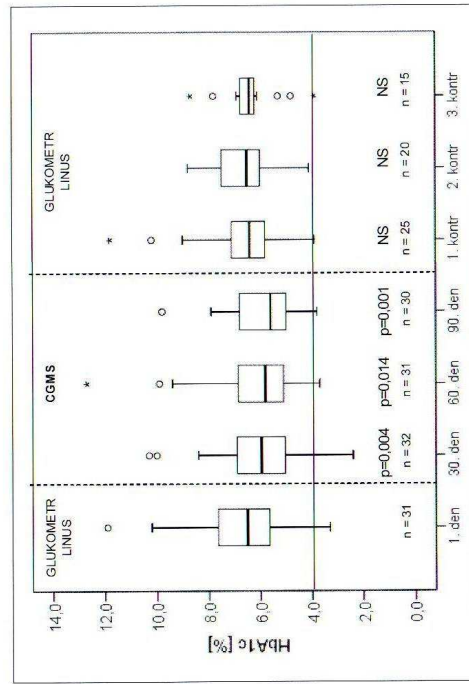 GLUKOMETR
LINUS
CGMS
GLUKOMETR
LINUS
HbA1c [%]
14,0
12,0
10,0
8,0
6,0
4,0
2,0
0,0
p=0,004
p=0,014
p=0,001
NS
NS
NS
n = 31
n = 32
n = 31
n = 30
n = 25
n = 20
n = 15
1. den
30. den
60. den
90. den
1. kontr
2. kontr
3. kontr